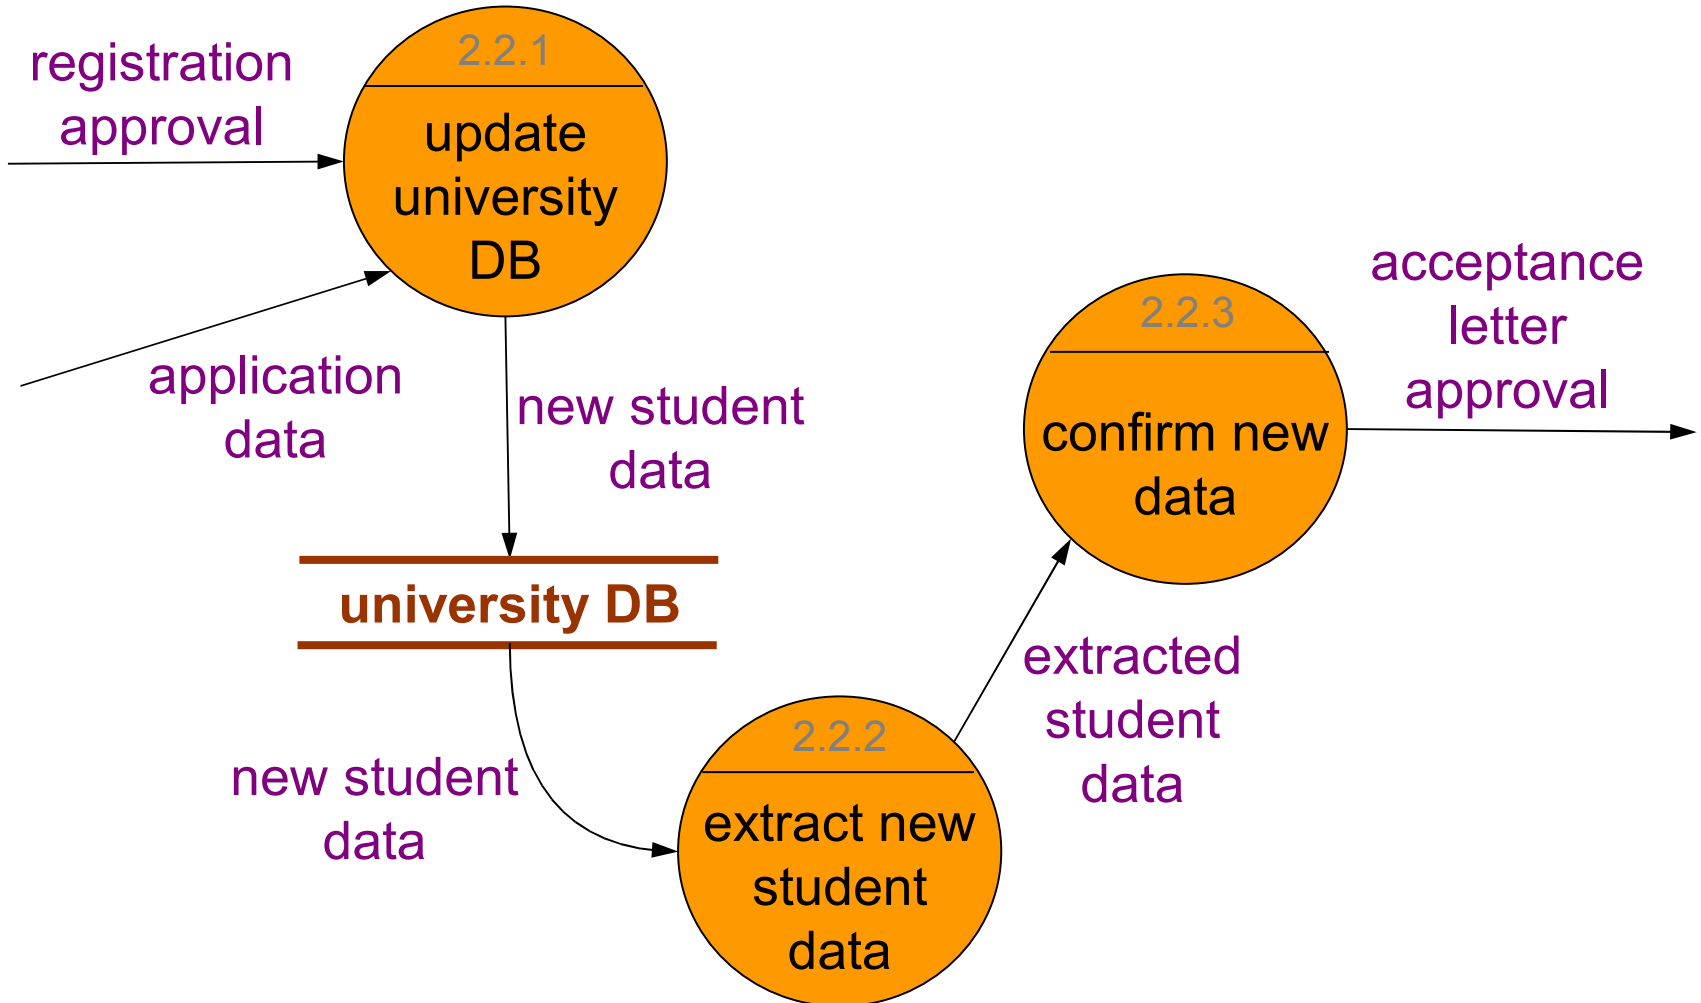 registration
approval
2.2.1
update
university
DB
application
data
new student
data
university DB
new student
data
2.2.2
extract new
student
data
extracted
student
data
2.2.3
confirm new
data
acceptance
letter
approval